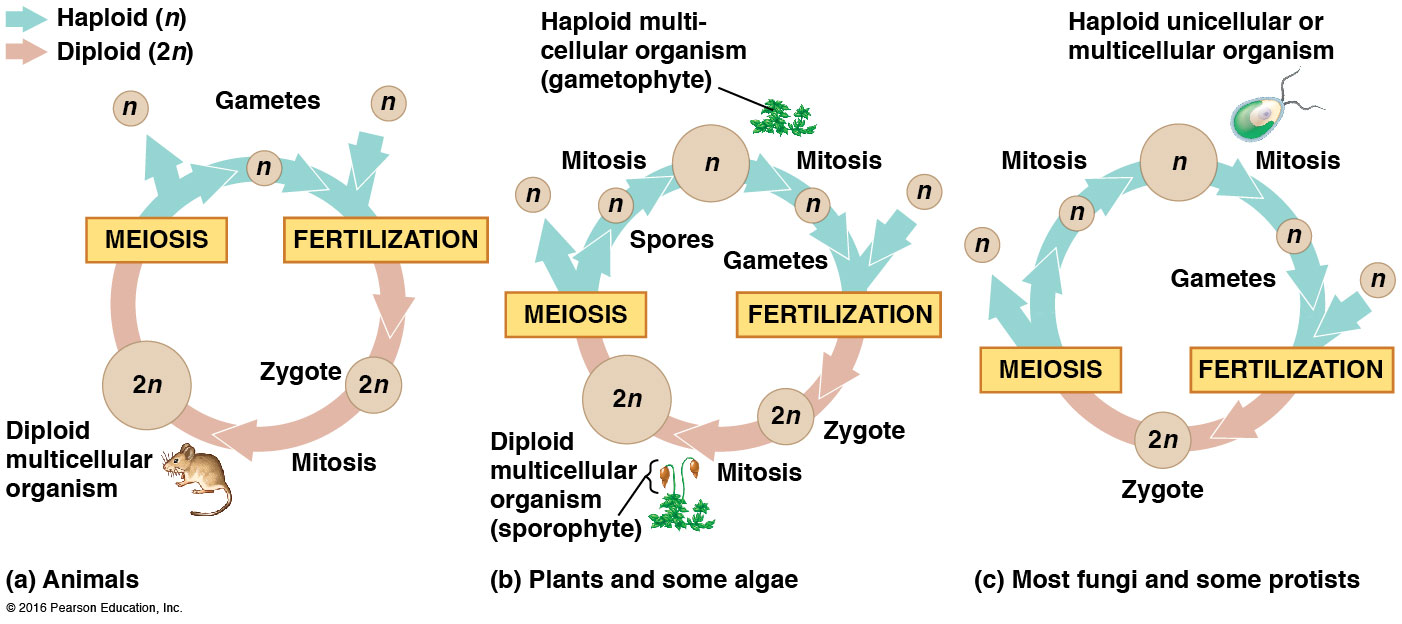 Haploid (n)
Diploid (2n)
n
Gametes
n
n
MEIOSIS
FERTILIZATION
2n
Zygote
2n
Diploid
multicellular
organism
Mitosis
(a) Animals
© 2016 Pearson Education, Inc.
Haploid multi-
cellular organism
(gametophyte)
Mitosis
n
Mitosis
n
n
n
n
Spores
Gametes
MEIOSIS
FERTILIZATION
2n
2n
Zygote
Diploid
multicellular
organism
(sporophyte)
Mitosis
(b) Plants and some algae
Haploid unicellular or
multicellular organism
Mitosis
n
Mitosis
n
n
n
Gametes
n
MEIOSIS
FERTILIZATION
2n
Zygote
(c) Most fungi and some protists